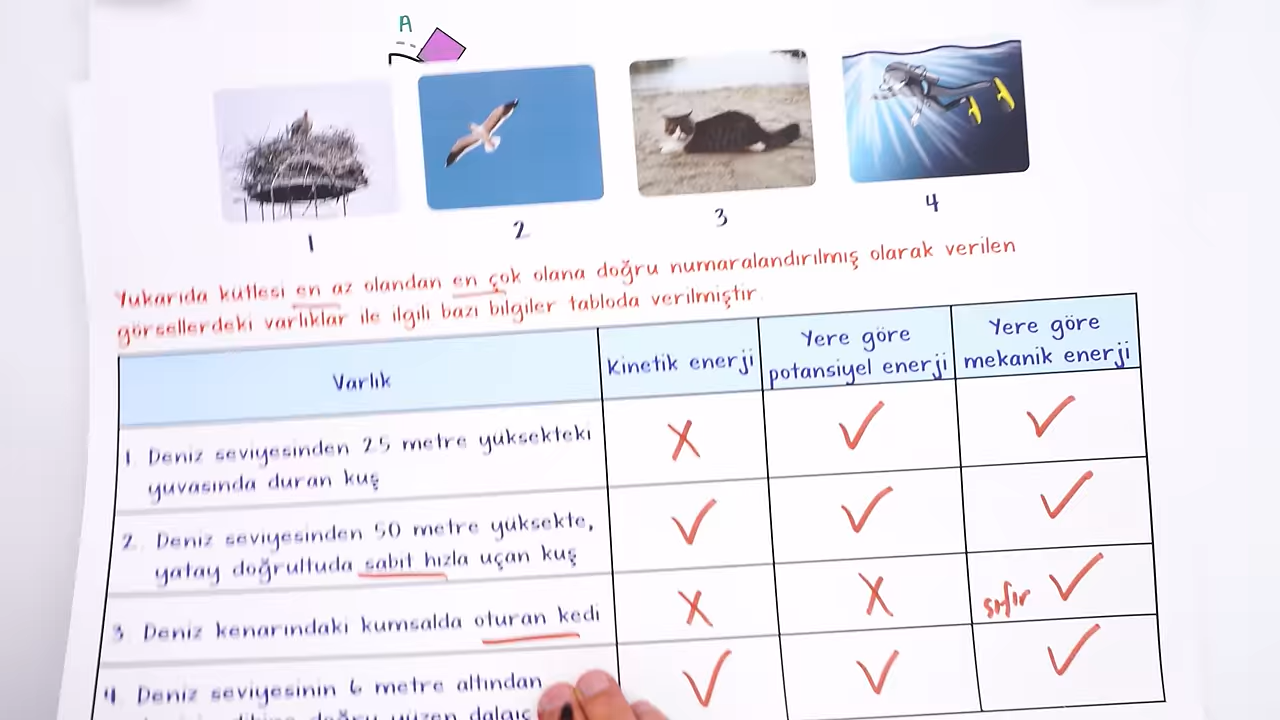 A
1
2
3
4
Yukarıda kütlesi en az olandan en çok olana doğru numaralandırılmış olarak verilen
görsellerdeki varlıklar ile ilgili bazı bilgiler tabloda verilmiştir.
Varlık
Kinetik enerji
Yere göre
potansiyel enerji
Yere göre
mekanik enerji
1. Deniz seviyesinden 25 metre yüksekteki
yuvasında duran kuş
2. Deniz seviyesinden 50 metre yüksekte,
yatay doğrultuda sabit hızla uçan kuş
3. Deniz kenarındaki kumsalda oturan kedi
sıfır
4. Deniz seviyesinin 6 metre altından
doğru yüzen dalgıç